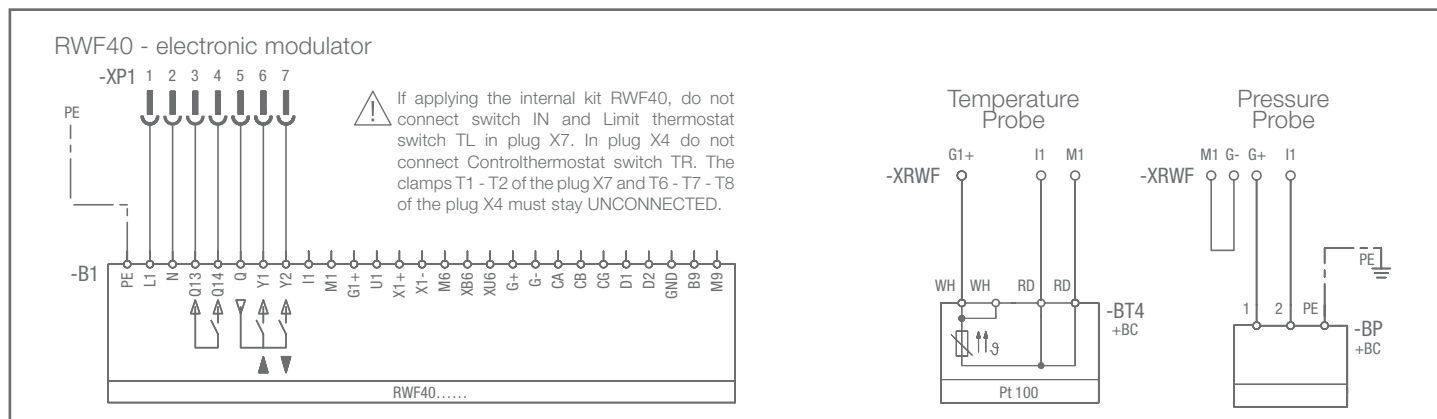 RWF40 - electronic modulator
-XP1 1 2 3 4 5 6 7
PE
If applying the internal kit RWF40, do not
connect switch IN and Limit thermostat
switch TL in plug X7. In plug X4 do not
connect Controlthermostat switch TR. The
clamps T1 - T2 of the plug X7 and T6 - T7 - T8
of the plug X4 must stay UNCONNECTED.
-B1
PE L1 N Q13 Q14 Q Y1 Y2 I1 M1 G1+ U1 X1+ X1- M6 XB6 XU6 G+ G- CA CB CG D1 D2 GND B9 M9
RWF40......
Temperature
Probe
G1+ I1 M1
-XRWF
WH WH RD RD
-BT4
+BC
ϑ
Pt 100
Pressure
Probe
M1 G- G+ I1
-XRWF
PE
1 2 PE
-BP
+BC